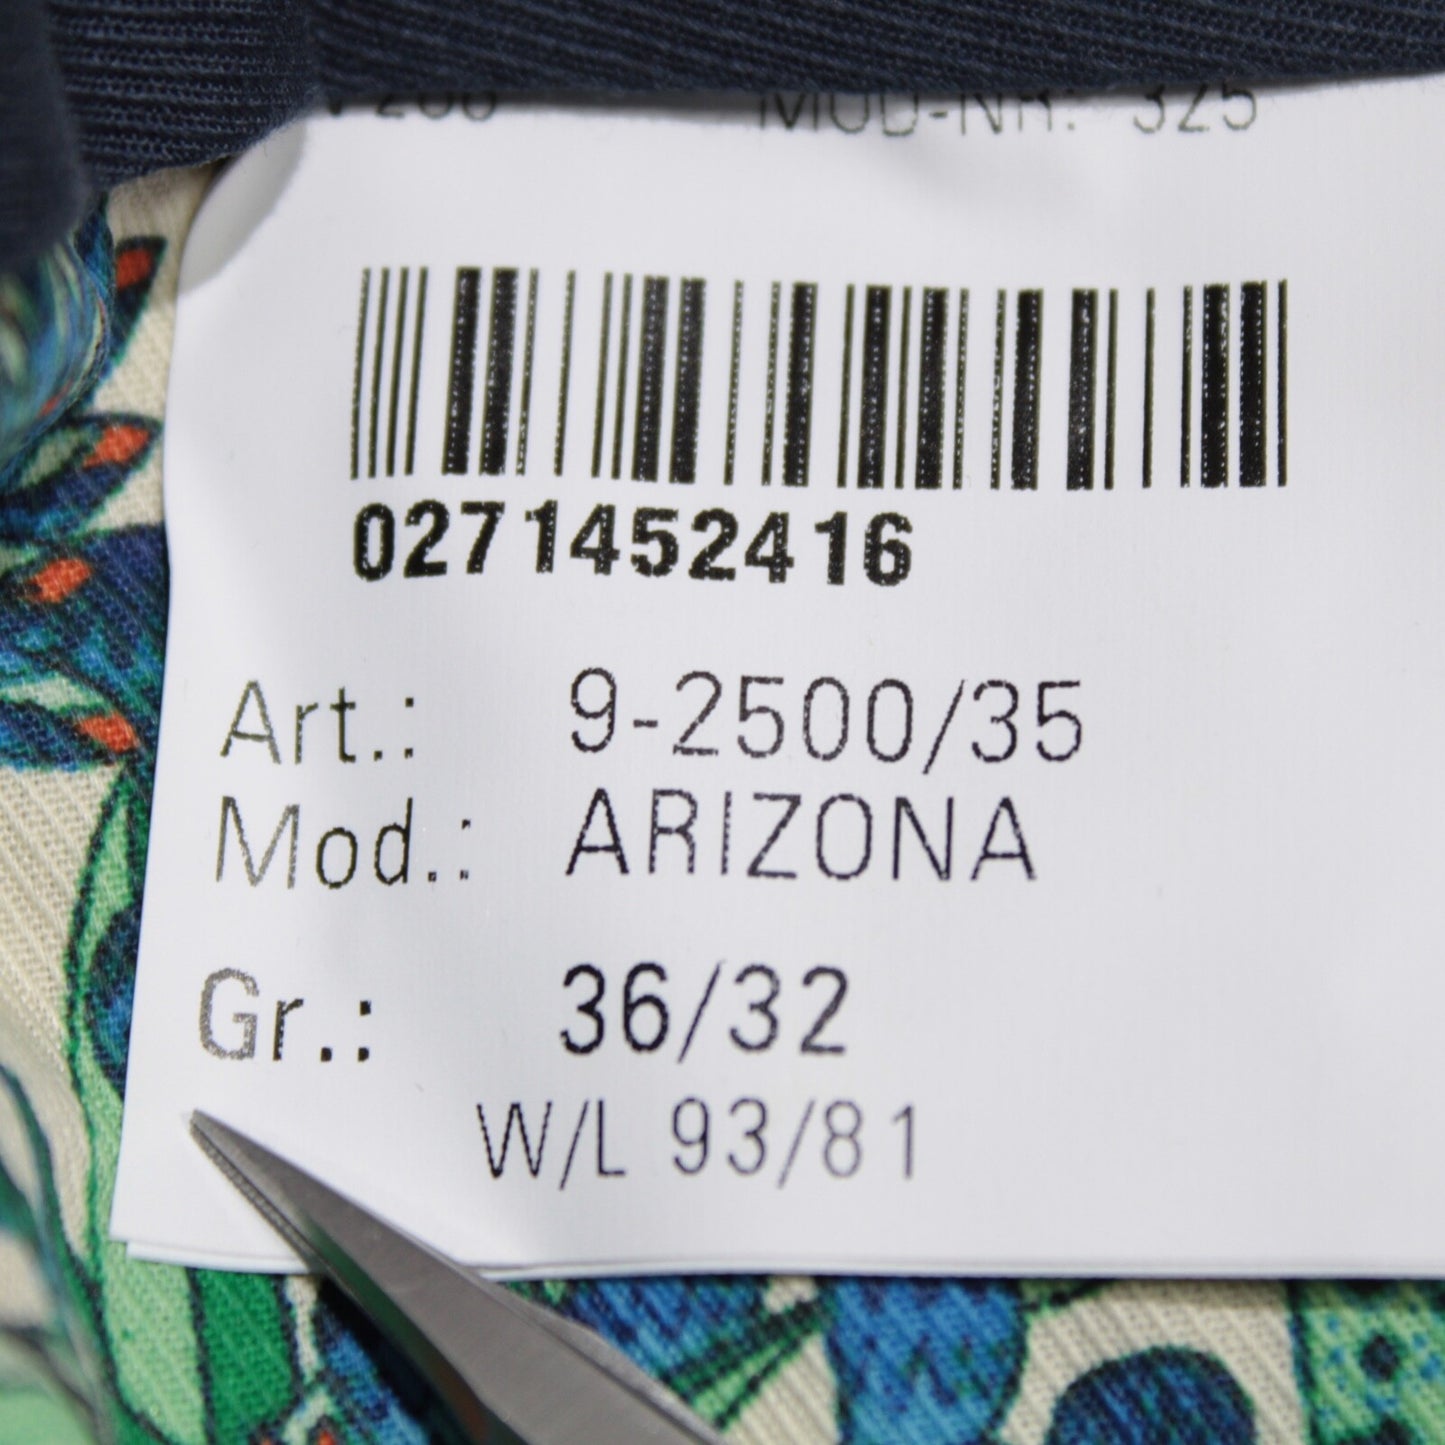 MOD-NR: 325
0271452416
Art.: 9-2500/35
Mod.: ARIZONA
Gr.: 36/32
W/L 93/81